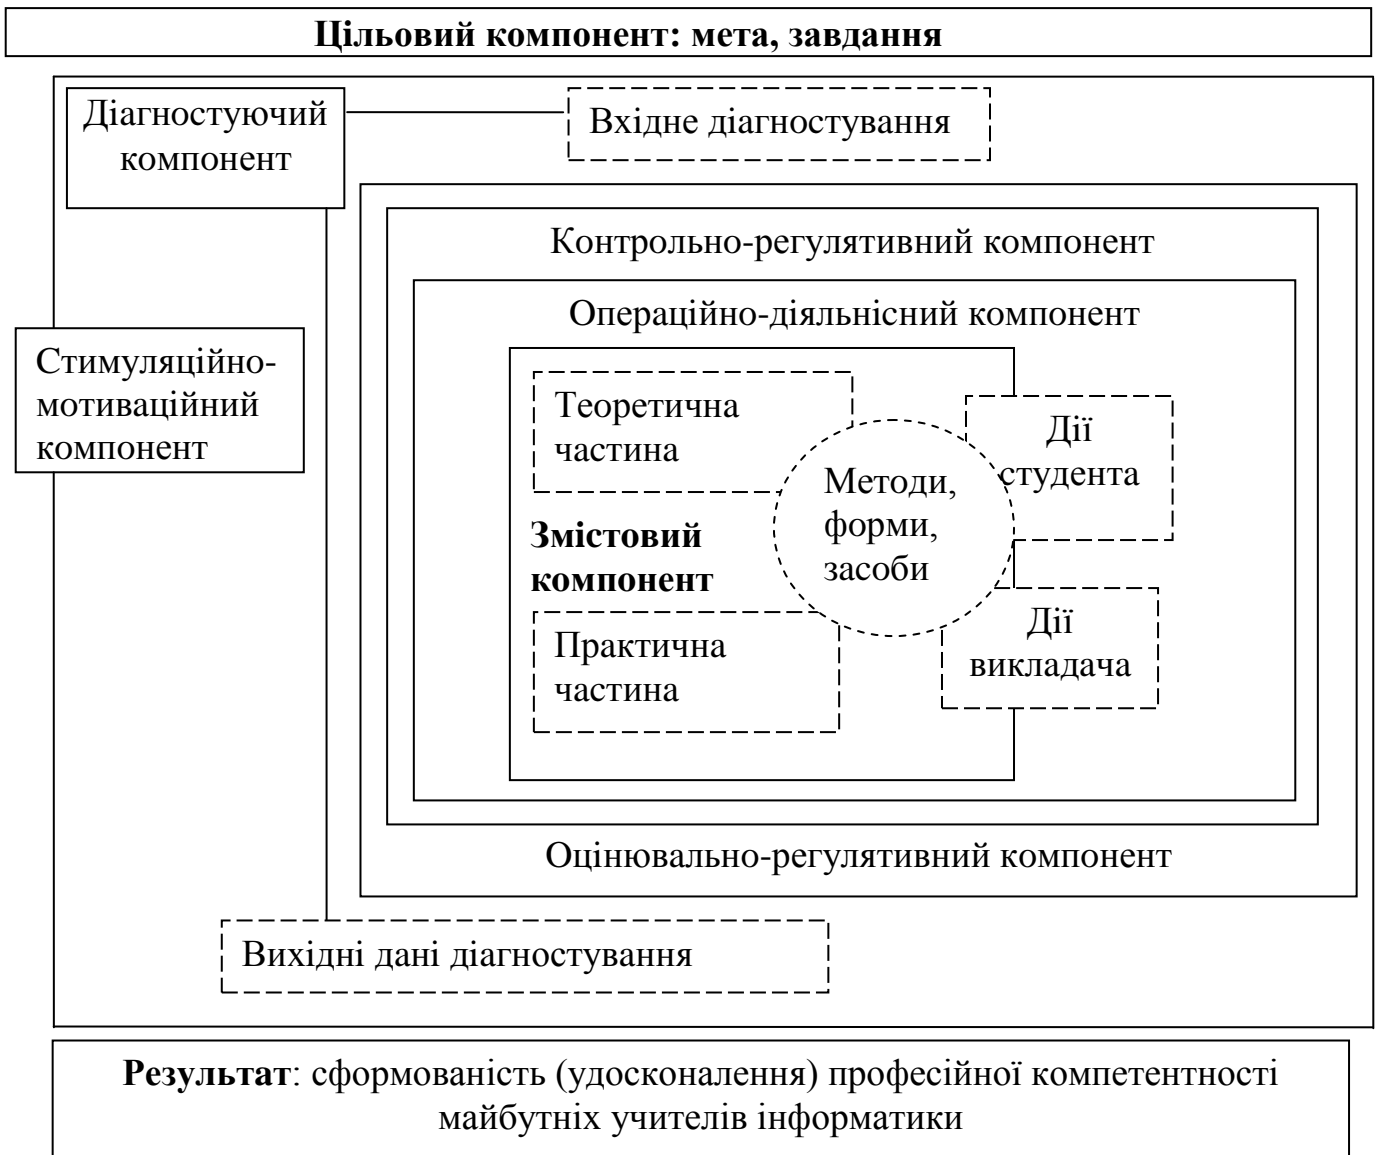 Цільовий компонент: мета, завдання
Діагностуючий
компонент
Вхідне діагностування
Контрольно-регулятивний компонент
Операційно-діяльнісний компонент
Стимуляційно-
мотиваційний
компонент
Теоретична
частина
Дії
студента
Методи,
форми,
засоби
Змістовий
компонент
Дії
викладача
Практична
частина
Оцінювально-регулятивний компонент
Вихідні дані діагностування
Результат: сформованість (удосконалення) професійної компетентності
майбутніх учителів інформатики